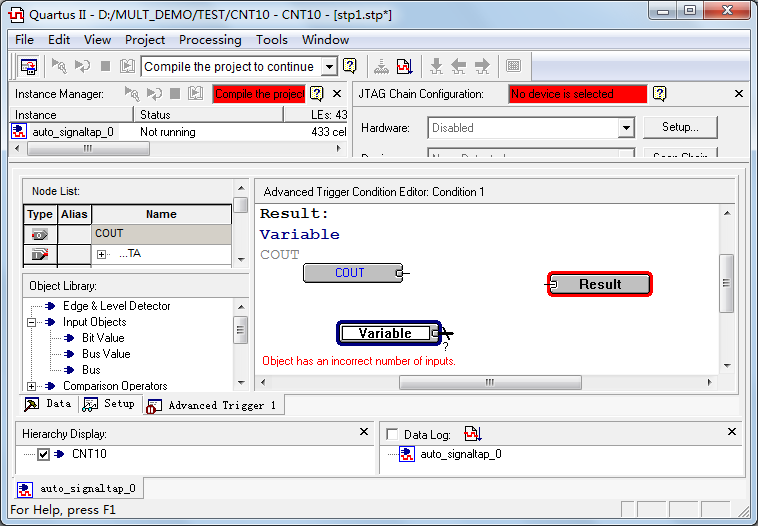 Quartus II - D:/MULT_DEMO/TEST/CNT10 - CNT10 - [stp1.stp*]
File Edit View Project Processing Tools Window
Compile the project to continue
Instance Manager: Compile the projec
JTAG Chain Configuration: No device is selected
Instance Status LEs: 43
auto_signaltap_0 Not running 433 cel
Hardware: Disabled Setup...
Node List:
Type Alias Name
COUT
...TA
Advanced Trigger Condition Editor: Condition 1
Result:
Variable
COUT
COUT
Result
Variable
?
Object has an incorrect number of inputs.
Object Library:
Edge & Level Detector
Input Objects
Bit Value
Bus Value
Bus
Comparison Operators
Data Setup Advanced Trigger 1
Hierarchy Display:
CNT10
Data Log:
auto_signaltap_0
auto_signaltap_0
For Help, press F1